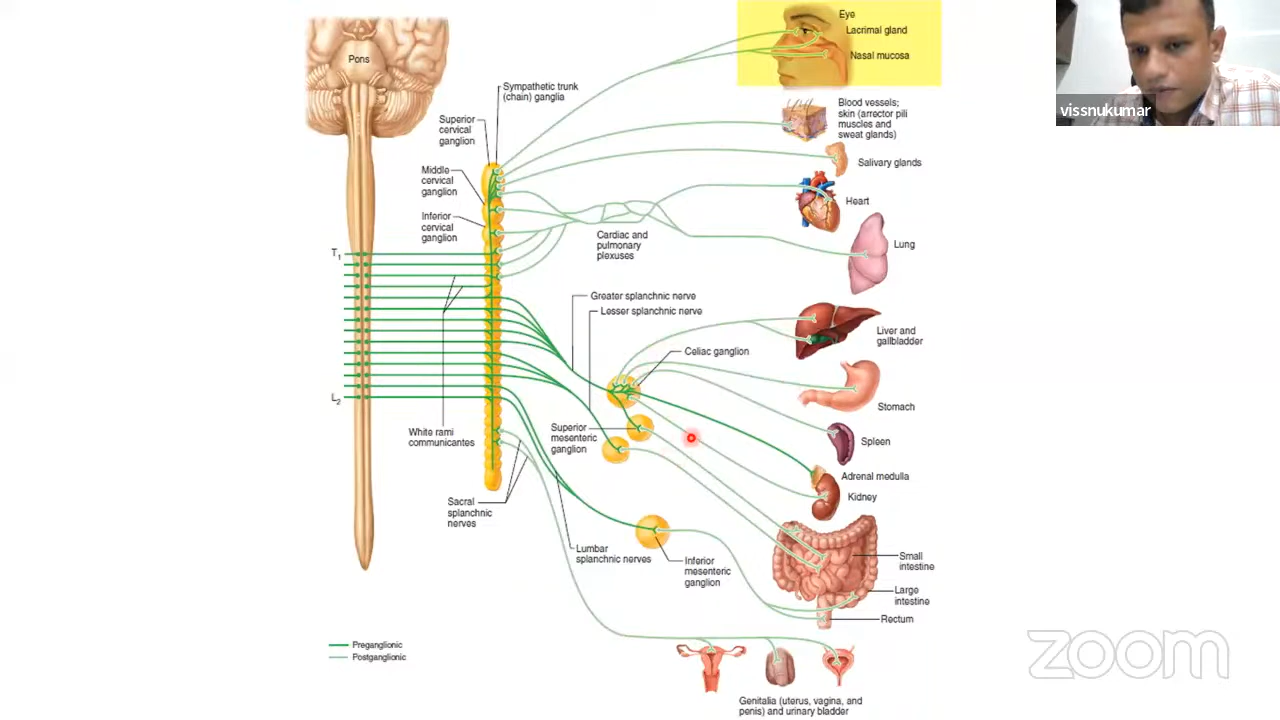 Pons
Eye
Lacrimal gland
Nasal mucosa
vissnukumar
Sympathetic trunk
(chain) ganglia
Superior
cervical
ganglion
Blood vessels;
skin (arrector pili
muscles and
sweat glands)
Salivary glands
Middle
cervical
ganglion
Heart
Inferior
cervical
ganglion
Cardiac and
pulmonary
plexuses
Lung
T1
Greater splanchnic nerve
Lesser splanchnic nerve
Liver and
gallbladder
Celiac ganglion
L2
Stomach
White rami
communicantes
Superior
mesenteric
ganglion
Spleen
Adrenal medulla
Kidney
Sacral
splanchnic
nerves
Lumbar
splanchnic nerves
Inferior
mesenteric
ganglion
Small
intestine
Large
intestine
Rectum
Preganglionic
Postganglionic
zoom
Genitalia (uterus, vagina, and
penis) and urinary bladder